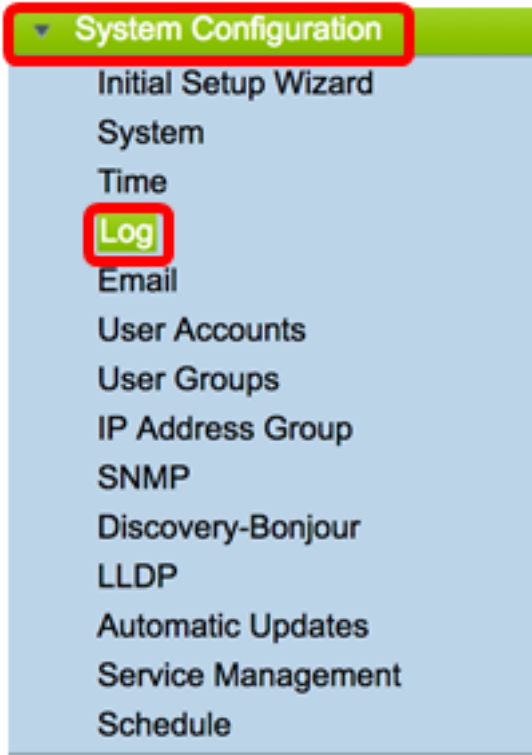 System Configuration
Initial Setup Wizard
System
Time
Log
Email
User Accounts
User Groups
IP Address Group
SNMP
Discovery-Bonjour
LLDP
Automatic Updates
Service Management
Schedule